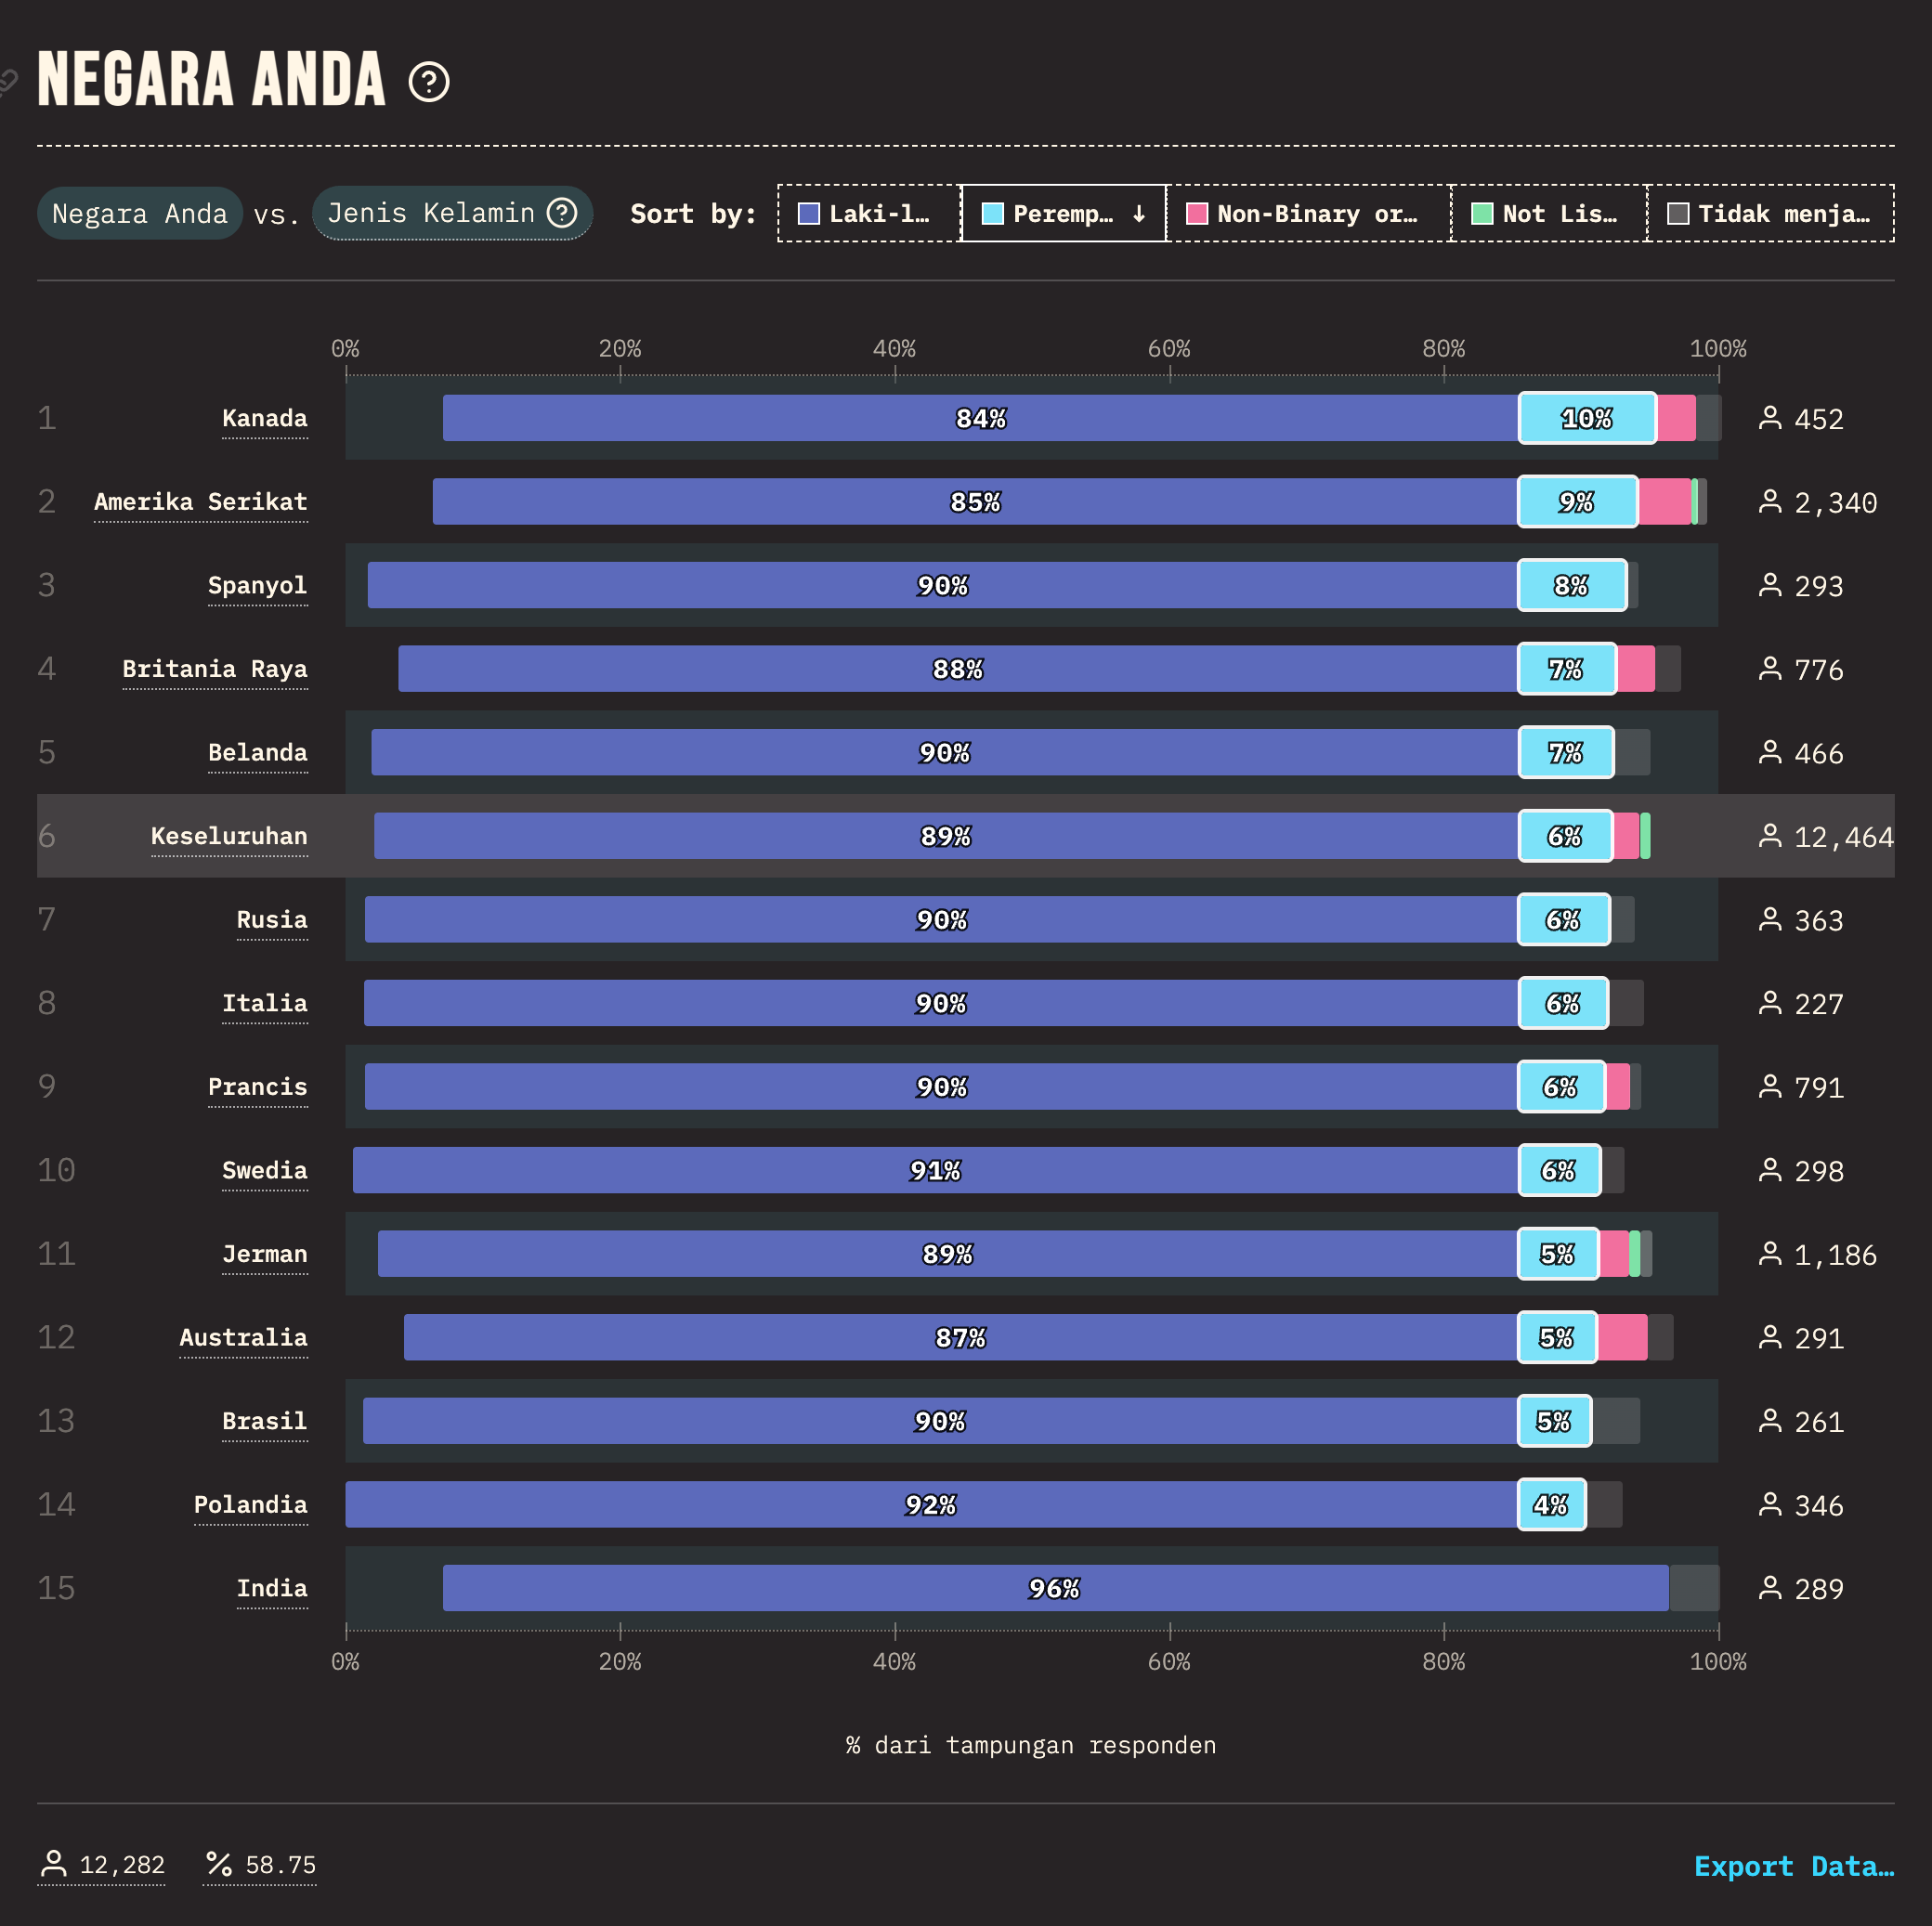 NEGARA ANDA
Negara Anda vs. Jenis Kelamin Sort by: Laki-l… Peremp… ↓ Non-Binary or… Not Lis… Tidak menja…
0% 20% 40% 60% 80% 100%
1 Kanada 84% 10% 452
2 Amerika Serikat 85% 9% 2,340
3 Spanyol 90% 8% 293
4 Britania Raya 88% 7% 776
5 Belanda 90% 7% 466
6 Keseluruhan 89% 6% 12,464
7 Rusia 90% 6% 363
8 Italia 90% 6% 227
9 Prancis 90% 6% 791
10 Swedia 91% 6% 298
11 Jerman 89% 5% 1,186
12 Australia 87% 5% 291
13 Brasil 90% 5% 261
14 Polandia 92% 4% 346
15 India 96% 289
0% 20% 40% 60% 80% 100%
% dari tampungan responden
12,282 % 58.75 Export Data…